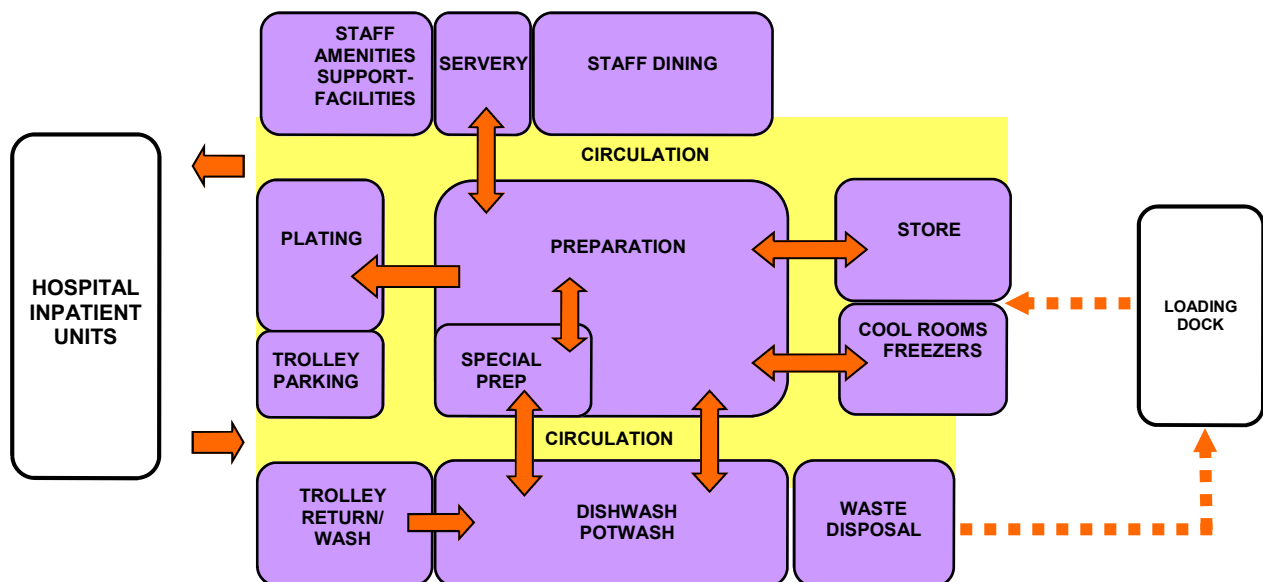 STAFF
AMENITIES
SUPPORT-
FACILITIES
SERVERY
STAFF DINING
CIRCULATION
PLATING
PREPARATION
STORE
HOSPITAL
INPATIENT
UNITS
LOADING
DOCK
TROLLEY
PARKING
SPECIAL
PREP
COOL ROOMS
FREEZERS
CIRCULATION
TROLLEY
RETURN/
WASH
DISHWASH
POTWASH
WASTE
DISPOSAL